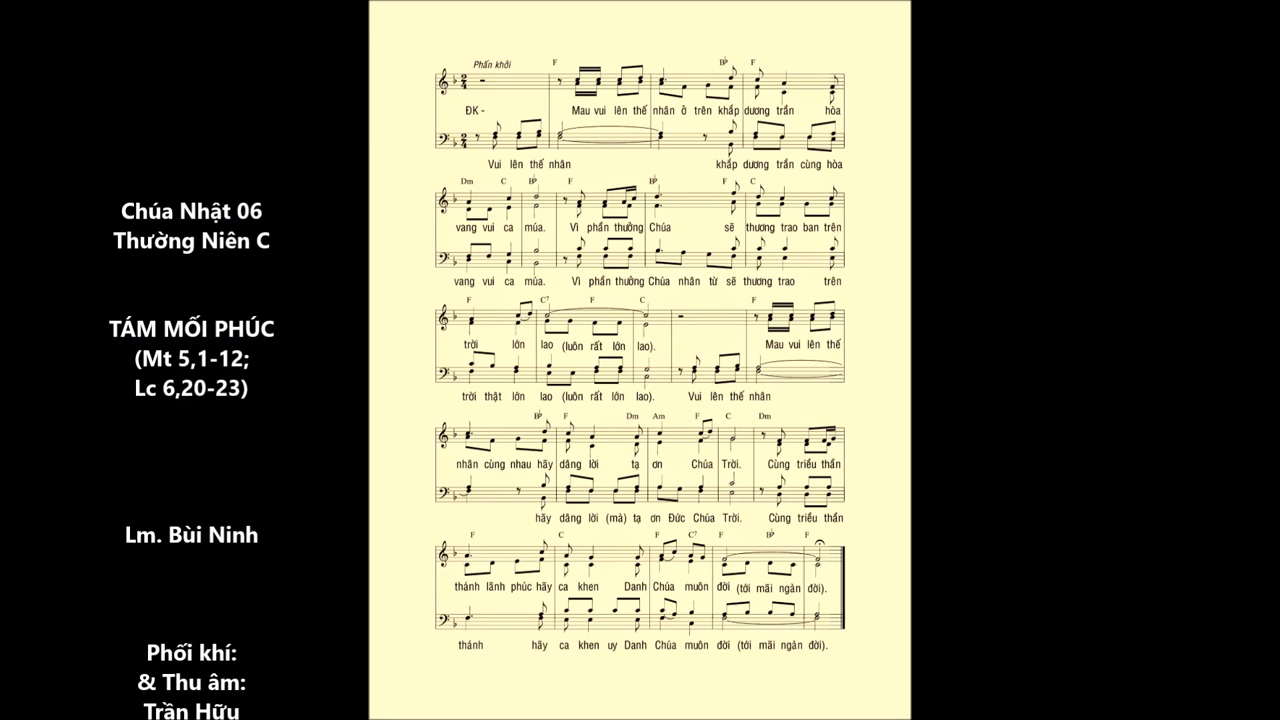 Chúa Nhật 06
Thường Niên C
TÁM MỐI PHÚC
(Mt 5,1-12;
Lc 6,20-23)
Lm. Bùi Ninh
Phối khí:
& Thu âm:
Trần Hữu
Phấn khởi
F B♭ F
ĐK - Mau vui lên thế nhân ở trên khắp dương trần hòa
Vui lên thế nhân khắp dương trần cùng hòa
Dm C B♭ F B♭ F C
vang vui ca múa. Vì phần thưởng Chúa sẽ thương trao ban trên
vang vui ca múa. Vì phần thưởng Chúa nhân từ sẽ thương trao trên
F C7 F C F
trời lớn lao (luôn rất lớn lao). Mau vui lên thế
trời thật lớn lao (luôn rất lớn lao). Vui lên thế nhân
B♭ F Dm Am F C Dm
nhân cùng nhau hãy dâng lời tạ ơn Chúa Trời. Cùng triều thần
hãy dâng lời (mà) tạ ơn Đức Chúa Trời. Cùng triều thần
F C F C7 F B♭ F
thánh lãnh phúc hãy ca khen Danh Chúa muôn đời (tới mãi ngàn đời).
thánh hãy ca khen uy Danh Chúa muôn đời (tới mãi ngàn đời).